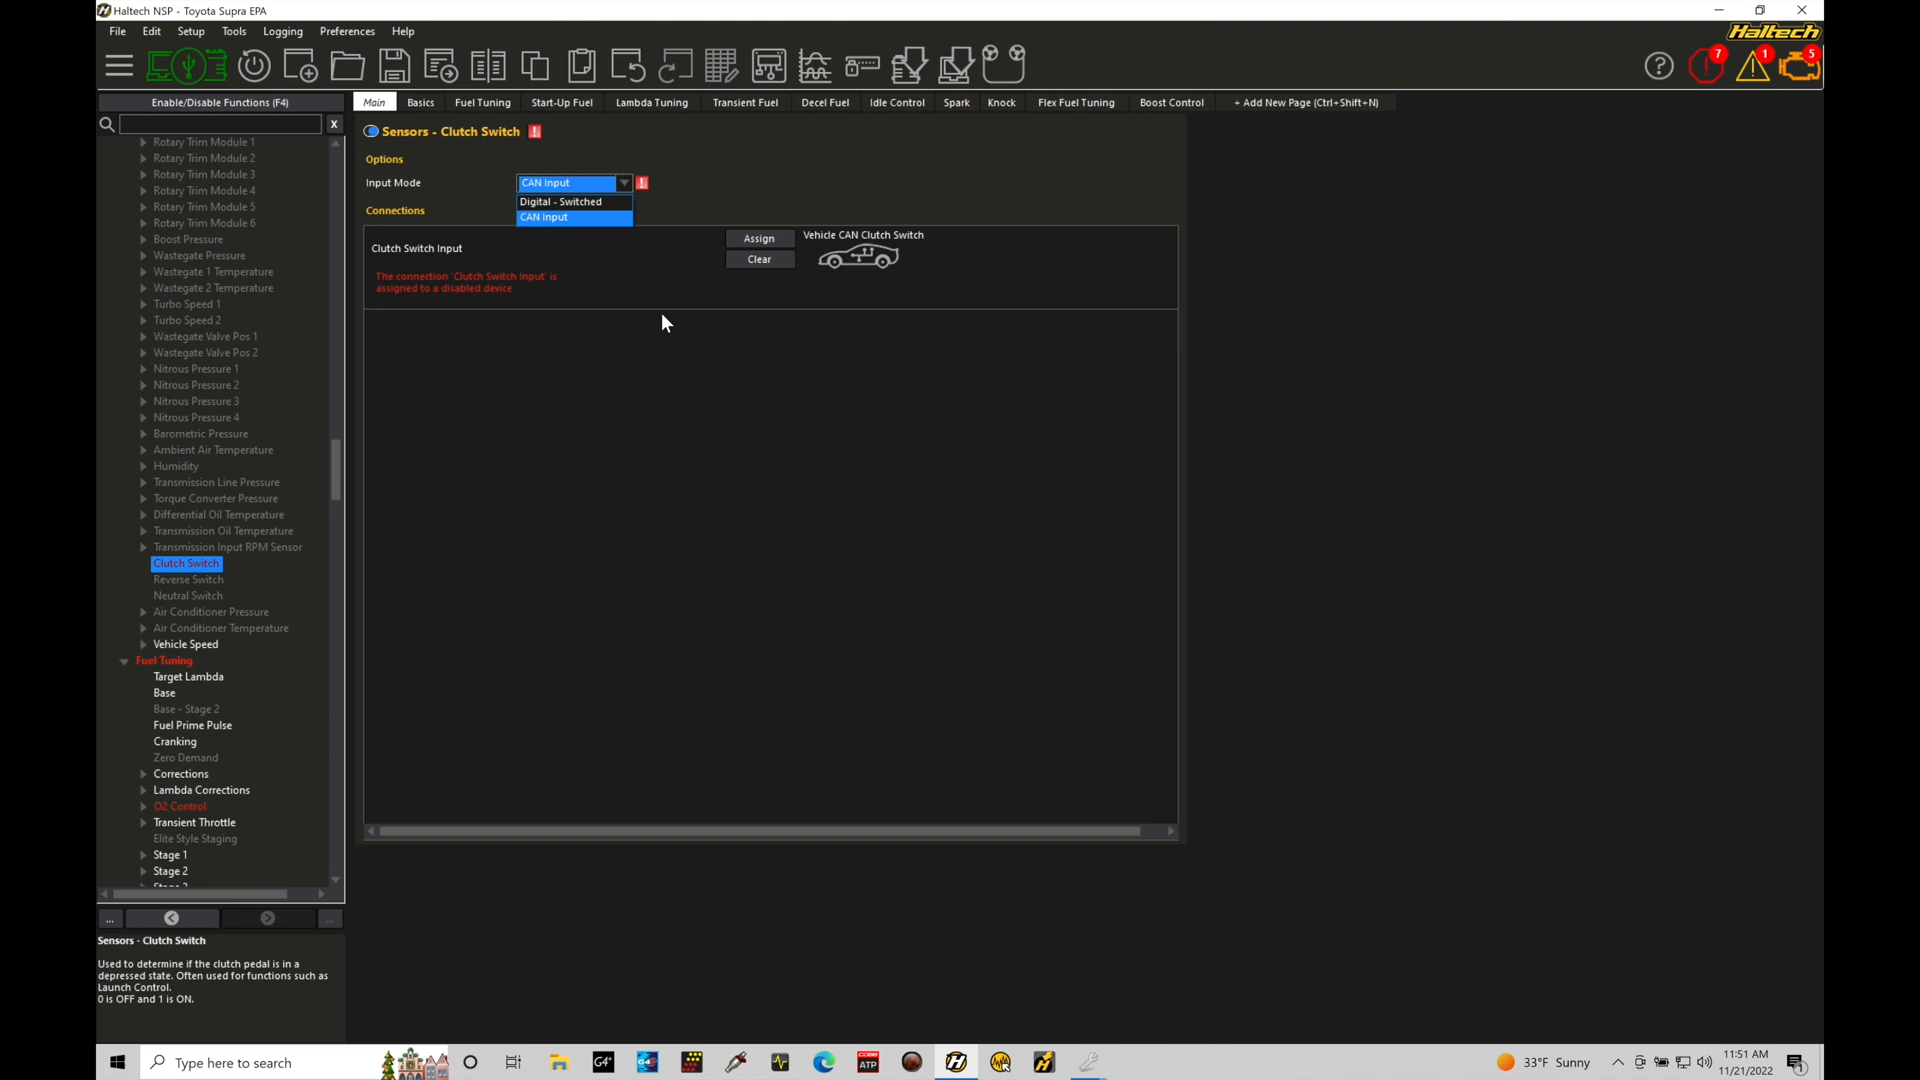 Haltech NSP - Toyota Supra EPA
File Edit Setup Tools Logging Preferences Help
Haltech
7 1 5
Enable/Disable Functions (F4)
Main Basics Fuel Tuning Start-Up Fuel Lambda Tuning Transient Fuel Decel Fuel Idle Control Spark Knock Flex Fuel Tuning Boost Control + Add New Page (Ctrl+Shift+N)
X
Rotary Trim Module 1
Rotary Trim Module 2
Rotary Trim Module 3
Rotary Trim Module 4
Rotary Trim Module 5
Rotary Trim Module 6
Boost Pressure
Wastegate Pressure
Wastegate 1 Temperature
Wastegate 2 Temperature
Turbo Speed 1
Turbo Speed 2
Wastegate Valve Pos 1
Wastegate Valve Pos 2
Nitrous Pressure 1
Nitrous Pressure 2
Nitrous Pressure 3
Nitrous Pressure 4
Barometric Pressure
Ambient Air Temperature
Humidity
Transmission Line Pressure
Torque Converter Pressure
Differential Oil Temperature
Transmission Oil Temperature
Transmission Input RPM Sensor
Clutch Switch
Reverse Switch
Neutral Switch
Air Conditioner Pressure
Air Conditioner Temperature
Vehicle Speed
Fuel Tuning
Target Lambda
Base
Base - Stage 2
Fuel Prime Pulse
Cranking
Zero Demand
Corrections
Lambda Corrections
O2 Control
Transient Throttle
Elite Style Staging
Stage 1
Stage 2
Stage 3
... ...
Sensors - Clutch Switch
Used to determine if the clutch pedal is in a
depressed state. Often used for functions such as
Launch Control.
0 is OFF and 1 is ON.
Sensors - Clutch Switch !
Options
Input Mode CAN Input !
Digital - Switched
CAN Input
Connections
Clutch Switch Input Assign Vehicle CAN Clutch Switch
Clear
The connection 'Clutch Switch Input' is
assigned to a disabled device
Type here to search
G4+
G4
ATP
33°F Sunny
11:51 AM
11/21/2022
1